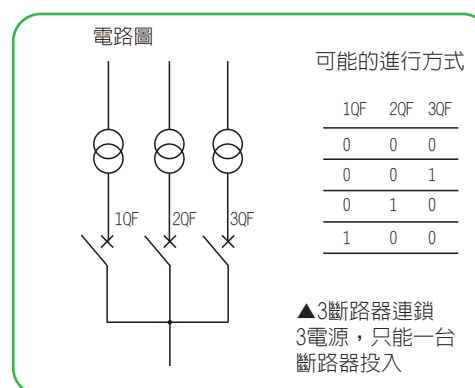 電路圖
可能的進行方式
1QF 2QF 3QF
0 0 0
0 0 1
0 1 0
1 0 0
1QF 2QF 3QF
▲3斷路器連鎖
3電源，只能一台
斷路器投入